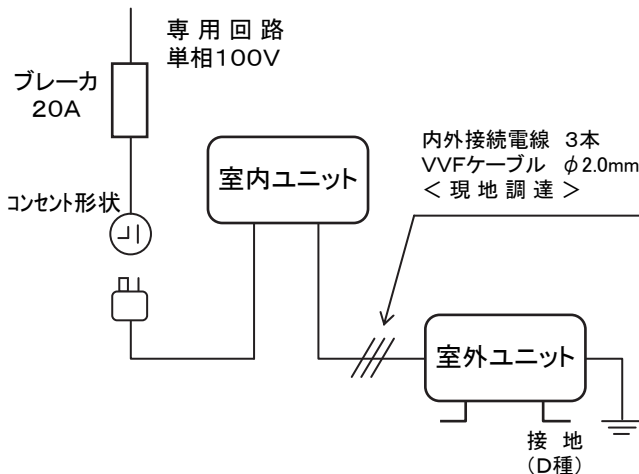 専用回路
単相100V
ブレーカ
20A
コンセント形状
室内ユニット
内外接続電線 3本
VVFケーブル φ2.0mm
＜現地調達＞
室外ユニット
接地
（D種）